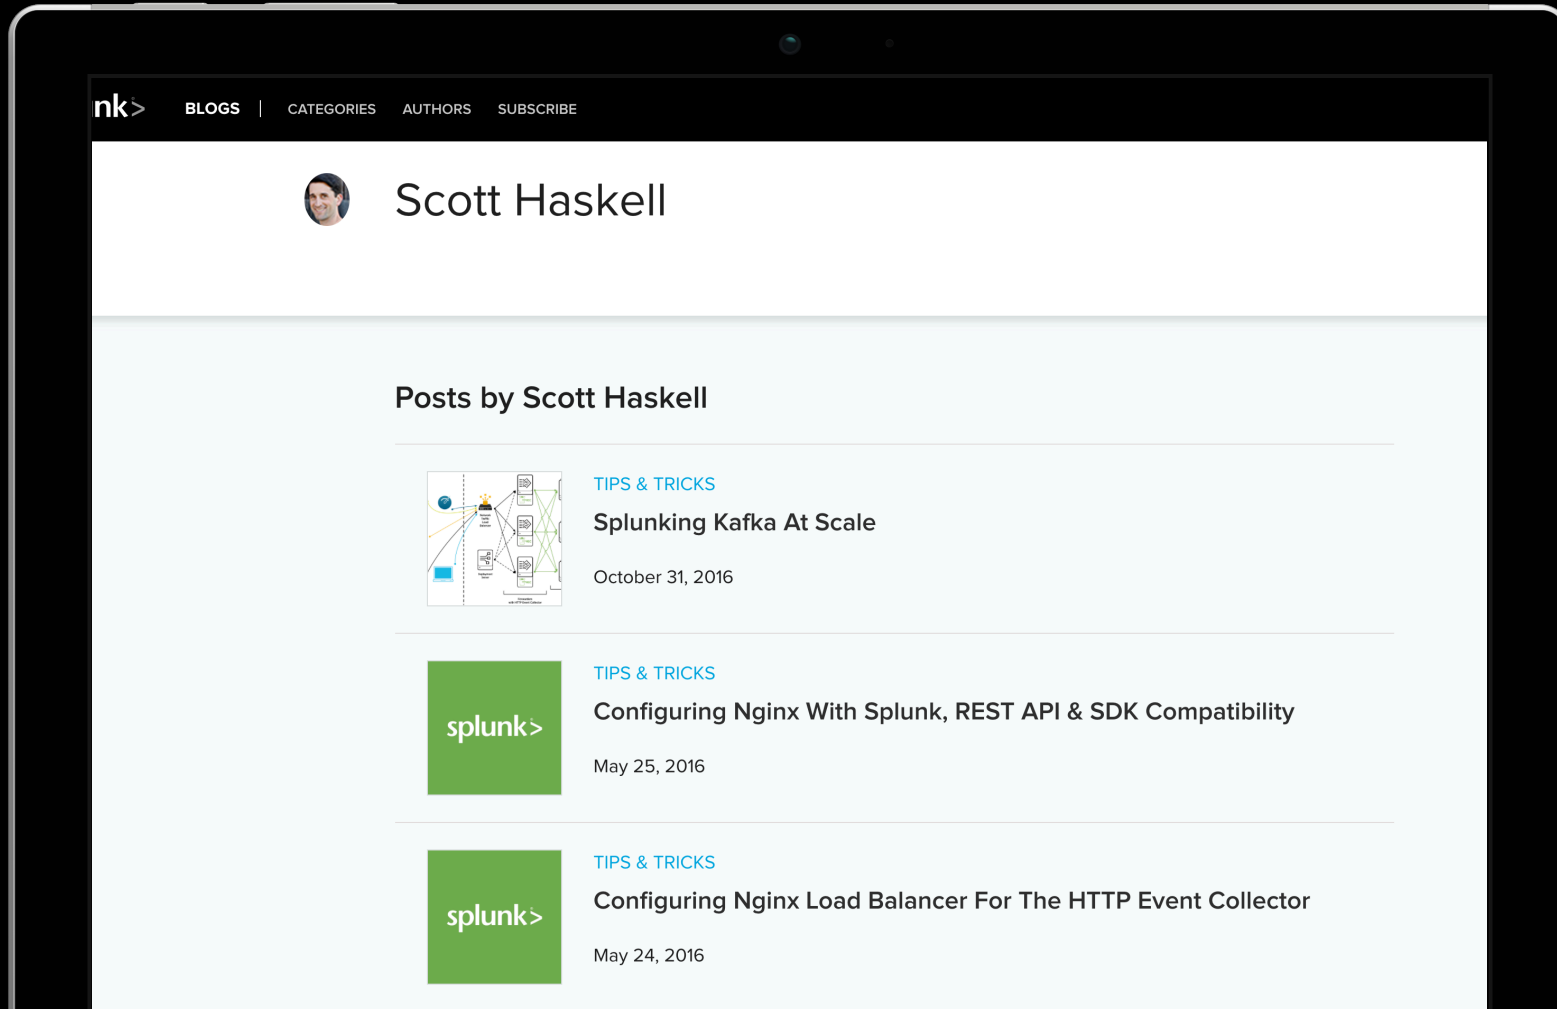 nk>
BLOGS | CATEGORIES AUTHORS SUBSCRIBE
Scott Haskell
Posts by Scott Haskell
TIPS & TRICKS
Splunking Kafka At Scale
October 31, 2016
splunk>
TIPS & TRICKS
Configuring Nginx With Splunk, REST API & SDK Compatibility
May 25, 2016
splunk>
TIPS & TRICKS
Configuring Nginx Load Balancer For The HTTP Event Collector
May 24, 2016